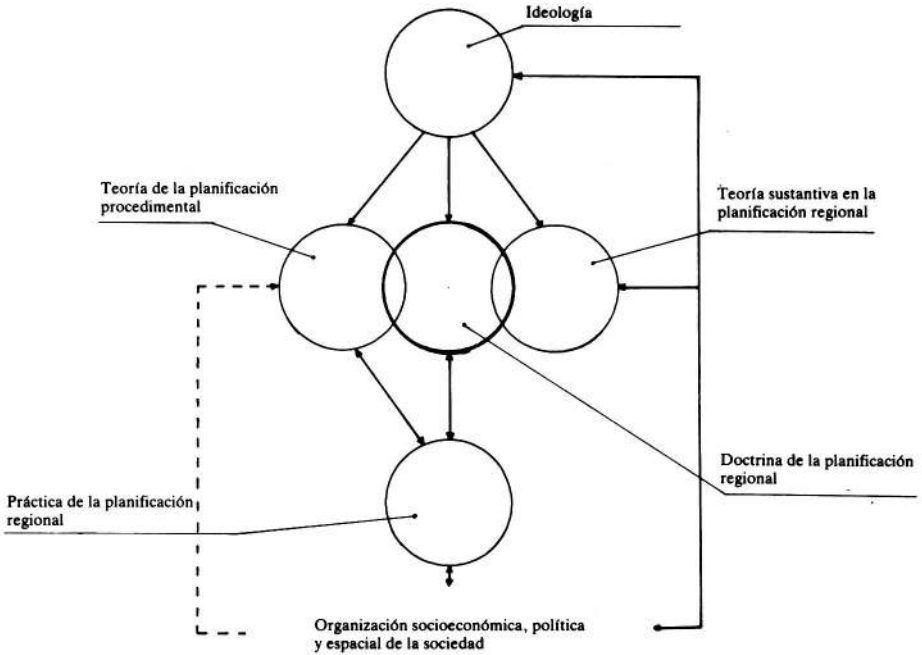 Ideología
Teoría de la planificación
procedimental
Teoría sustantiva en la
planificación regional
Doctrina de la planificación
regional
Práctica de la planificación
regional
Organización socioeconómica, política
y espacial de la sociedad